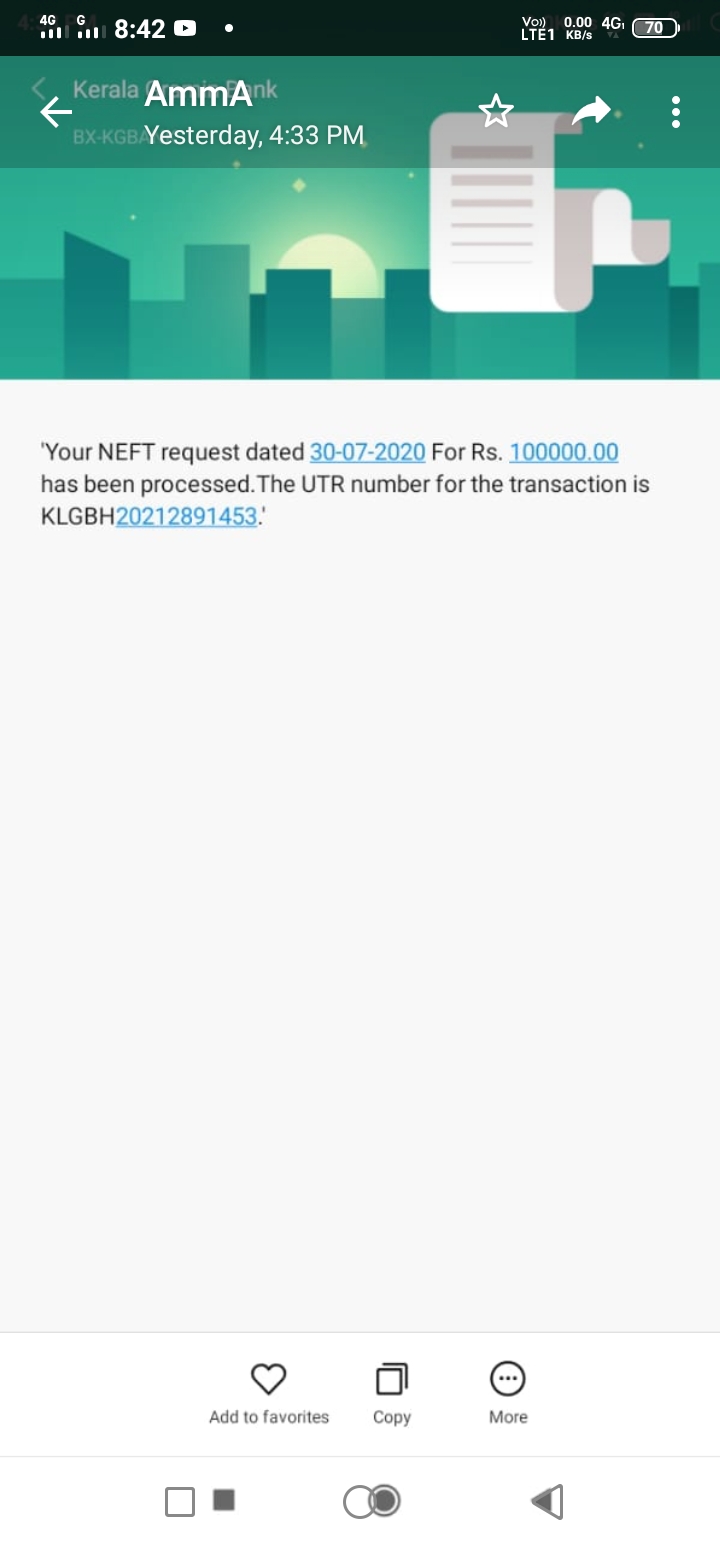 4G G 8:42 Vo)) LTE1 0.00 KB/s 4G 70
Kerala Gramin Bank
AmmA
BX-KGBA
Yesterday, 4:33 PM
'Your NEFT request dated 30-07-2020 For Rs. 100000.00
has been processed.The UTR number for the transaction is
KLGBH20212891453.'
Add to favorites Copy More